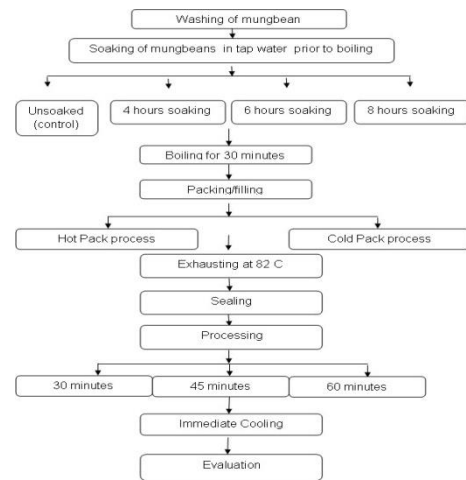 Washing of mungbean
Soaking of mungbeans in tap water prior to boiling
Unsoaked
(control)
4 hours soaking
6 hours soaking
8 hours soaking
Boiling for 30 minutes
Packing/filling
Hot Pack process
Cold Pack process
Exhausting at 82 C
Sealing
Processing
30 minutes
45 minutes
60 minutes
Immediate Cooling
Evaluation